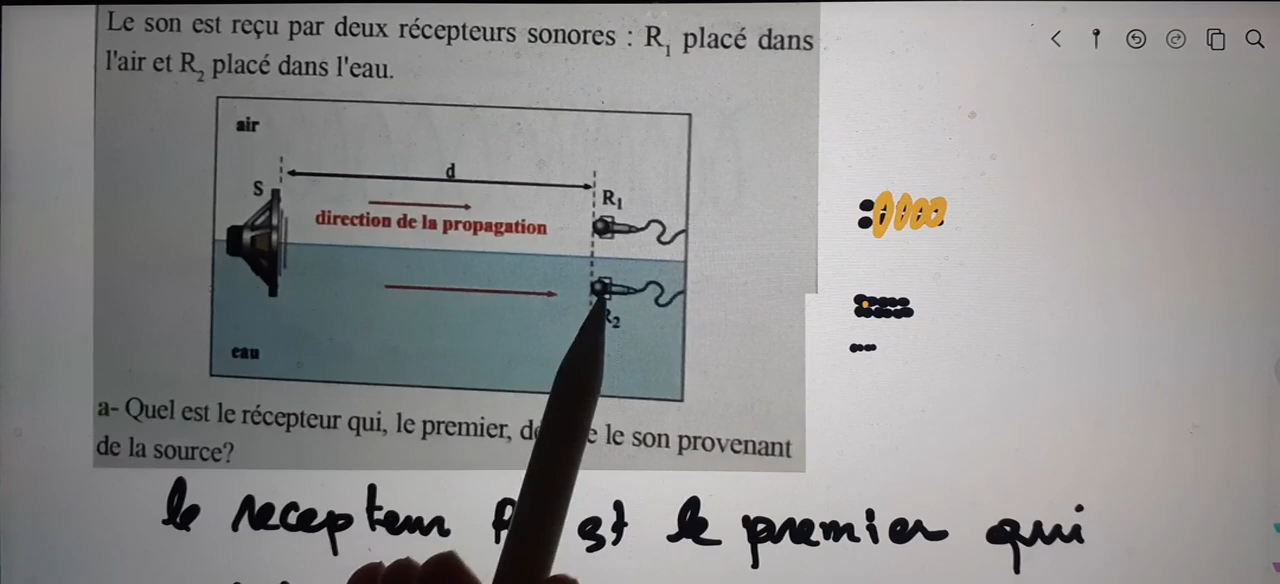 Le son est reçu par deux récepteurs sonores : R₁ placé dans
l'air et R₂ placé dans l'eau.
air
d
S
R₁
direction de la propagation
R₂
eau
a- Quel est le récepteur qui, le premier, le son provenant
de la source?
le recepteur est le premier qui